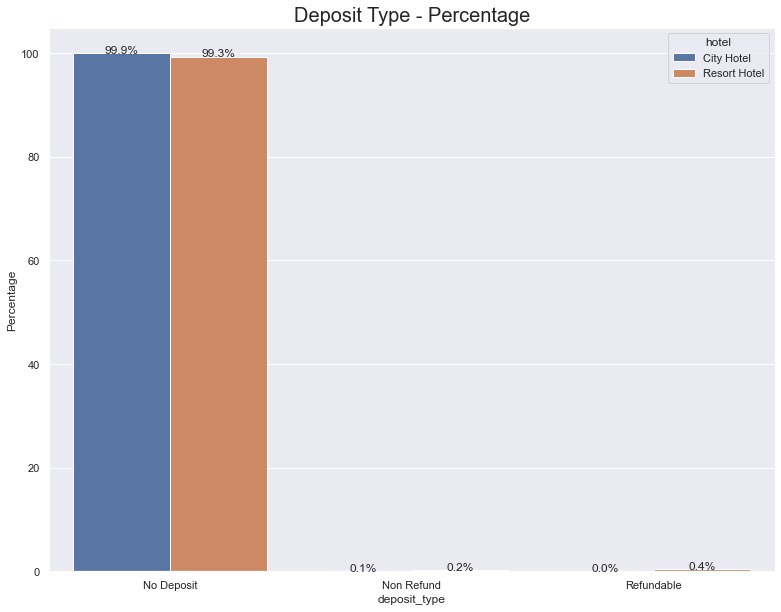 Deposit Type - Percentage
hotel
City Hotel
Resort Hotel
Percentage
100
80
60
40
20
0
99.9%
99.3%
0.1%
0.2%
0.0%
0.4%
No Deposit
Non Refund
Refundable
deposit_type